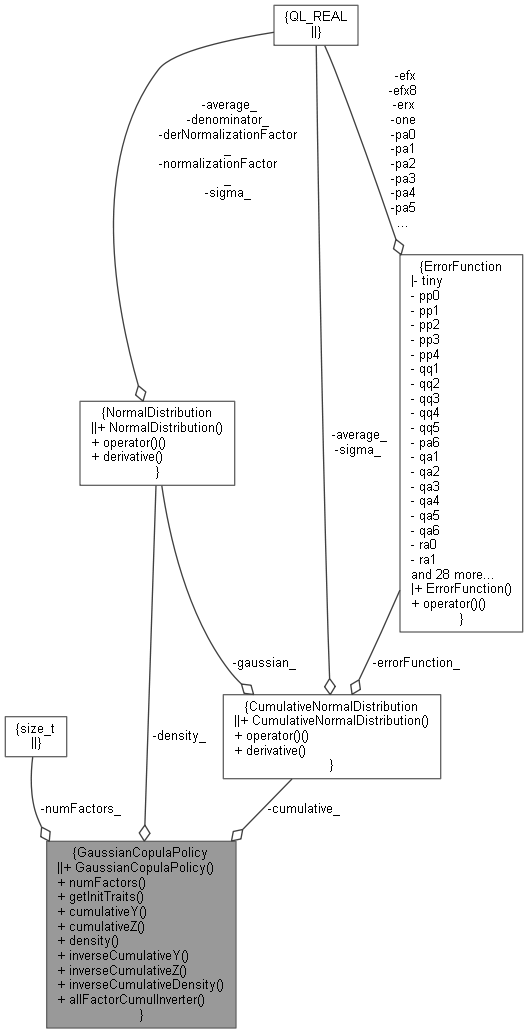 {QL_REAL
||}
-average_
-denominator_
-derNormalizationFactor
_
-normalizationFactor
_
-sigma_
-efx
-efx8
-erx
-one
-pa0
-pa1
-pa2
-pa3
-pa4
-pa5
...
{ErrorFunction
|- tiny
- pp0
- pp1
- pp2
- pp3
- pp4
- qq1
- qq2
- qq3
- qq4
- qq5
- pa6
- qa1
- qa2
- qa3
- qa4
- qa5
- qa6
- ra0
- ra1
and 28 more...
|+ ErrorFunction()
+ operator()()
}
{NormalDistribution
||+ NormalDistribution()
+ operator()()
+ derivative()
}
-average_
-sigma_
-gaussian_
-errorFunction_
{CumulativeNormalDistribution
||+ CumulativeNormalDistribution()
+ operator()()
+ derivative()
}
{size_t
||}
-density_
-numFactors_
-cumulative_
{GaussianCopulaPolicy
||+ GaussianCopulaPolicy()
+ numFactors()
+ getInitTraits()
+ cumulativeY()
+ cumulativeZ()
+ density()
+ inverseCumulativeY()
+ inverseCumulativeZ()
+ inverseCumulativeDensity()
+ allFactorCumulInverter()
}